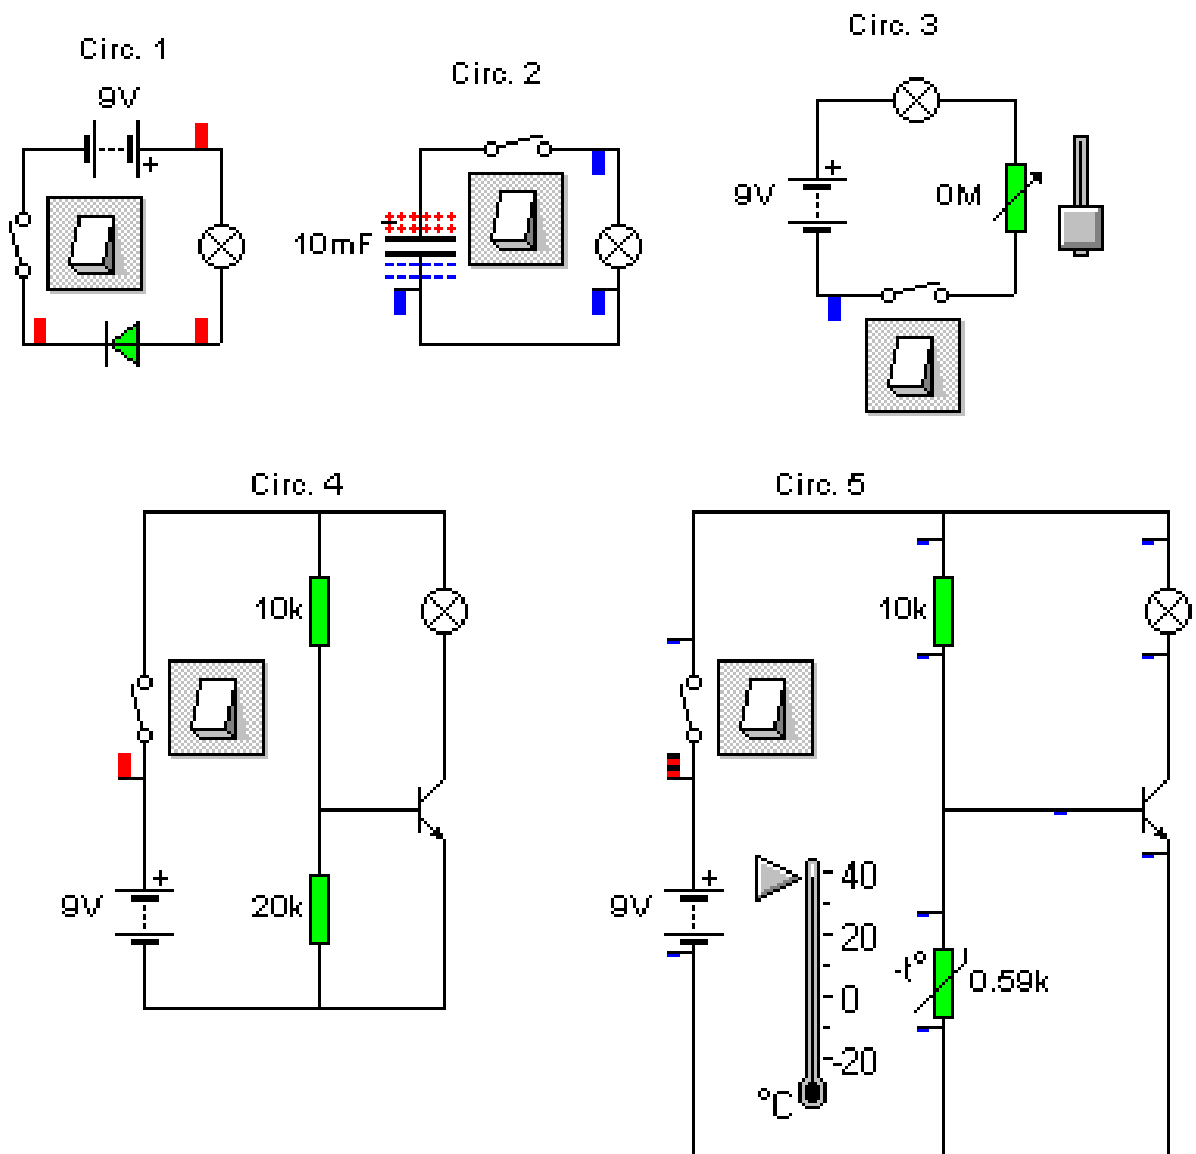 Circ. 1
9V
+
Circ. 2
+
10mF
Circ. 3
+
9V
0M
Circ. 4
10k
+
9V
20k
Circ. 5
10k
+
9V
40
20
0
-20
°C
-t°
0.59k